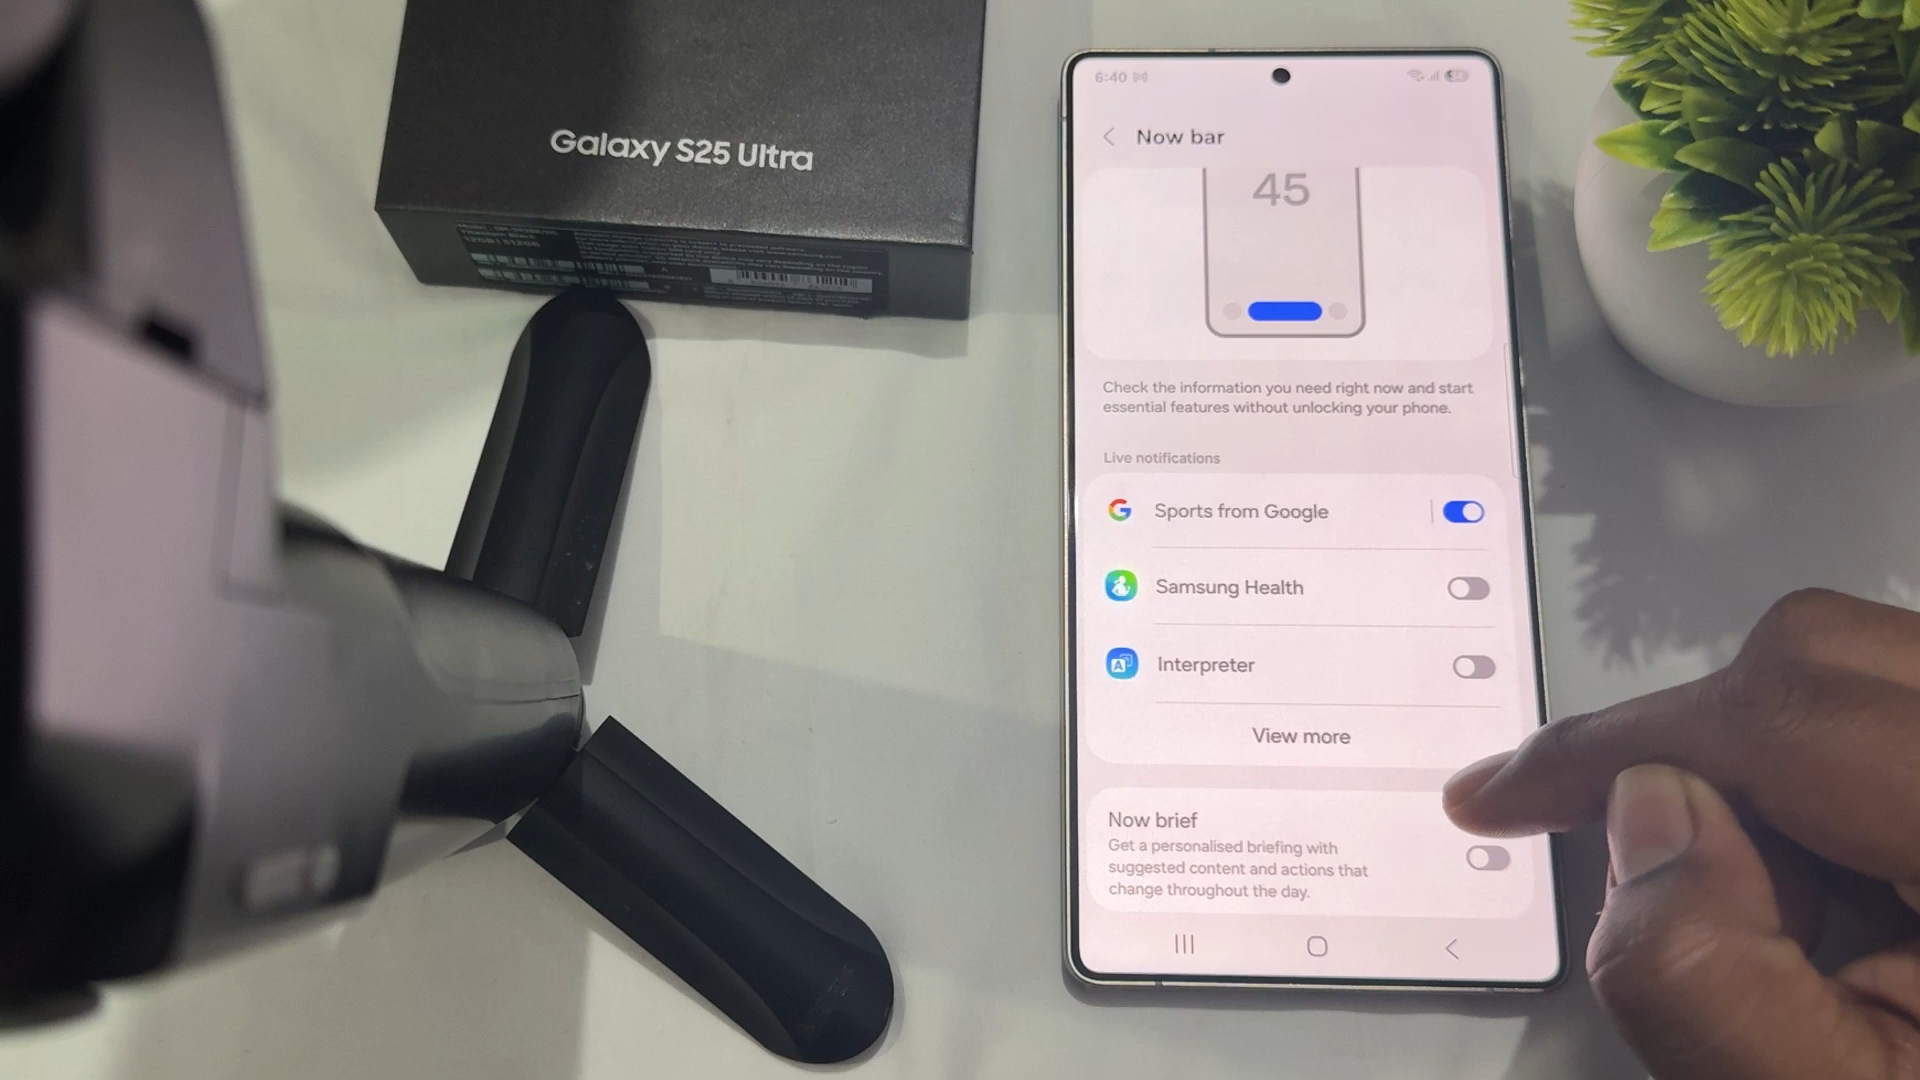 Galaxy S25 Ultra
12GB | 512GB
6:40
Now bar
45
Check the information you need right now and start
essential features without unlocking your phone.
Live notifications
Sports from Google
Samsung Health
Interpreter
View more
Now brief
Get a personalised briefing with
suggested content and actions that
change throughout the day.